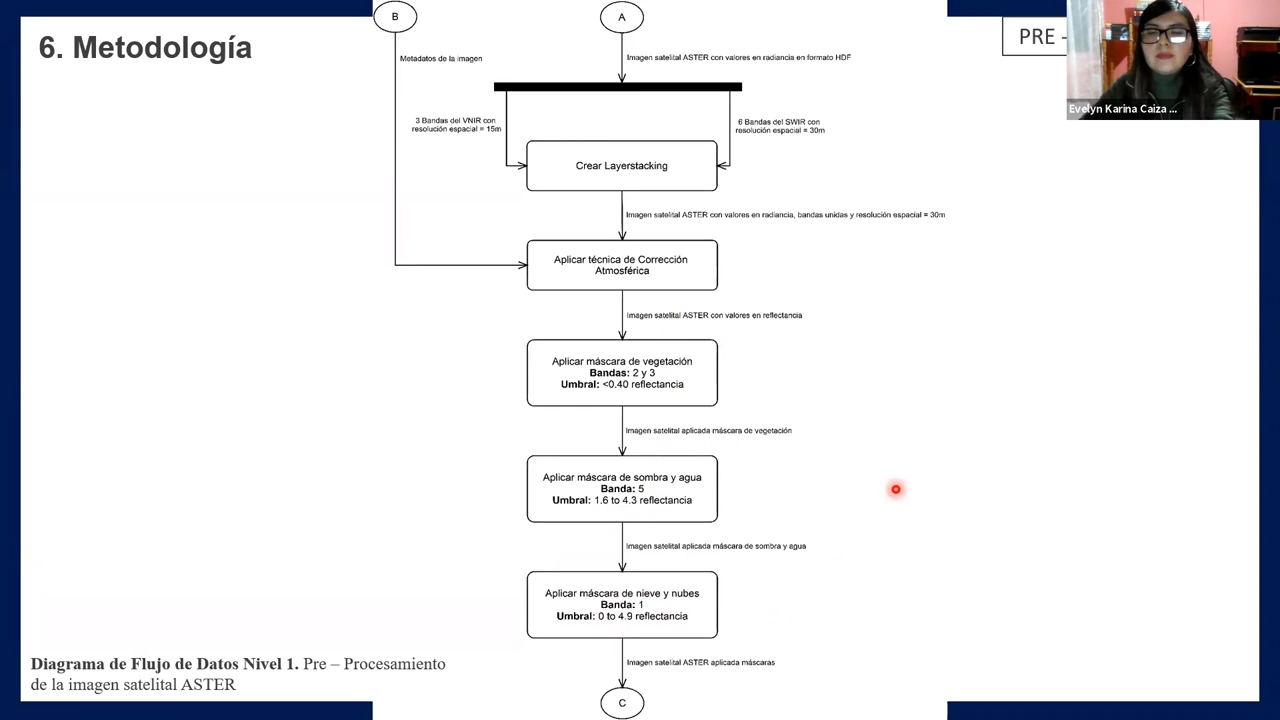 6. Metodología
B
A
PRE -
Evelyn Karina Caiza ...
Metadatos de la imagen
Imagen satelital ASTER con valores en radiancia en formato HDF
3 Bandas del VNIR con
resolución espacial = 15m
6 Bandas del SWIR con
resolución espacial = 30m
Crear Layerstacking
Imagen satelital ASTER con valores en radiancia, bandas unidas y resolución espacial = 30m
Aplicar técnica de Corrección
Atmosférica
Imagen satelital ASTER con valores en reflectancia
Aplicar máscara de vegetación
Bandas: 2 y 3
Umbral: <0.40 reflectancia
Imagen satelital aplicada máscara de vegetación
Aplicar máscara de sombra y agua
Banda: 5
Umbral: 1.6 to 4.3 reflectancia
Imagen satelital aplicada máscara de sombra y agua
Aplicar máscara de nieve y nubes
Banda: 1
Umbral: 0 to 4.9 reflectancia
Imagen satelital ASTER aplicada máscaras
C
Diagrama de Flujo de Datos Nivel 1. Pre – Procesamiento
de la imagen satelital ASTER